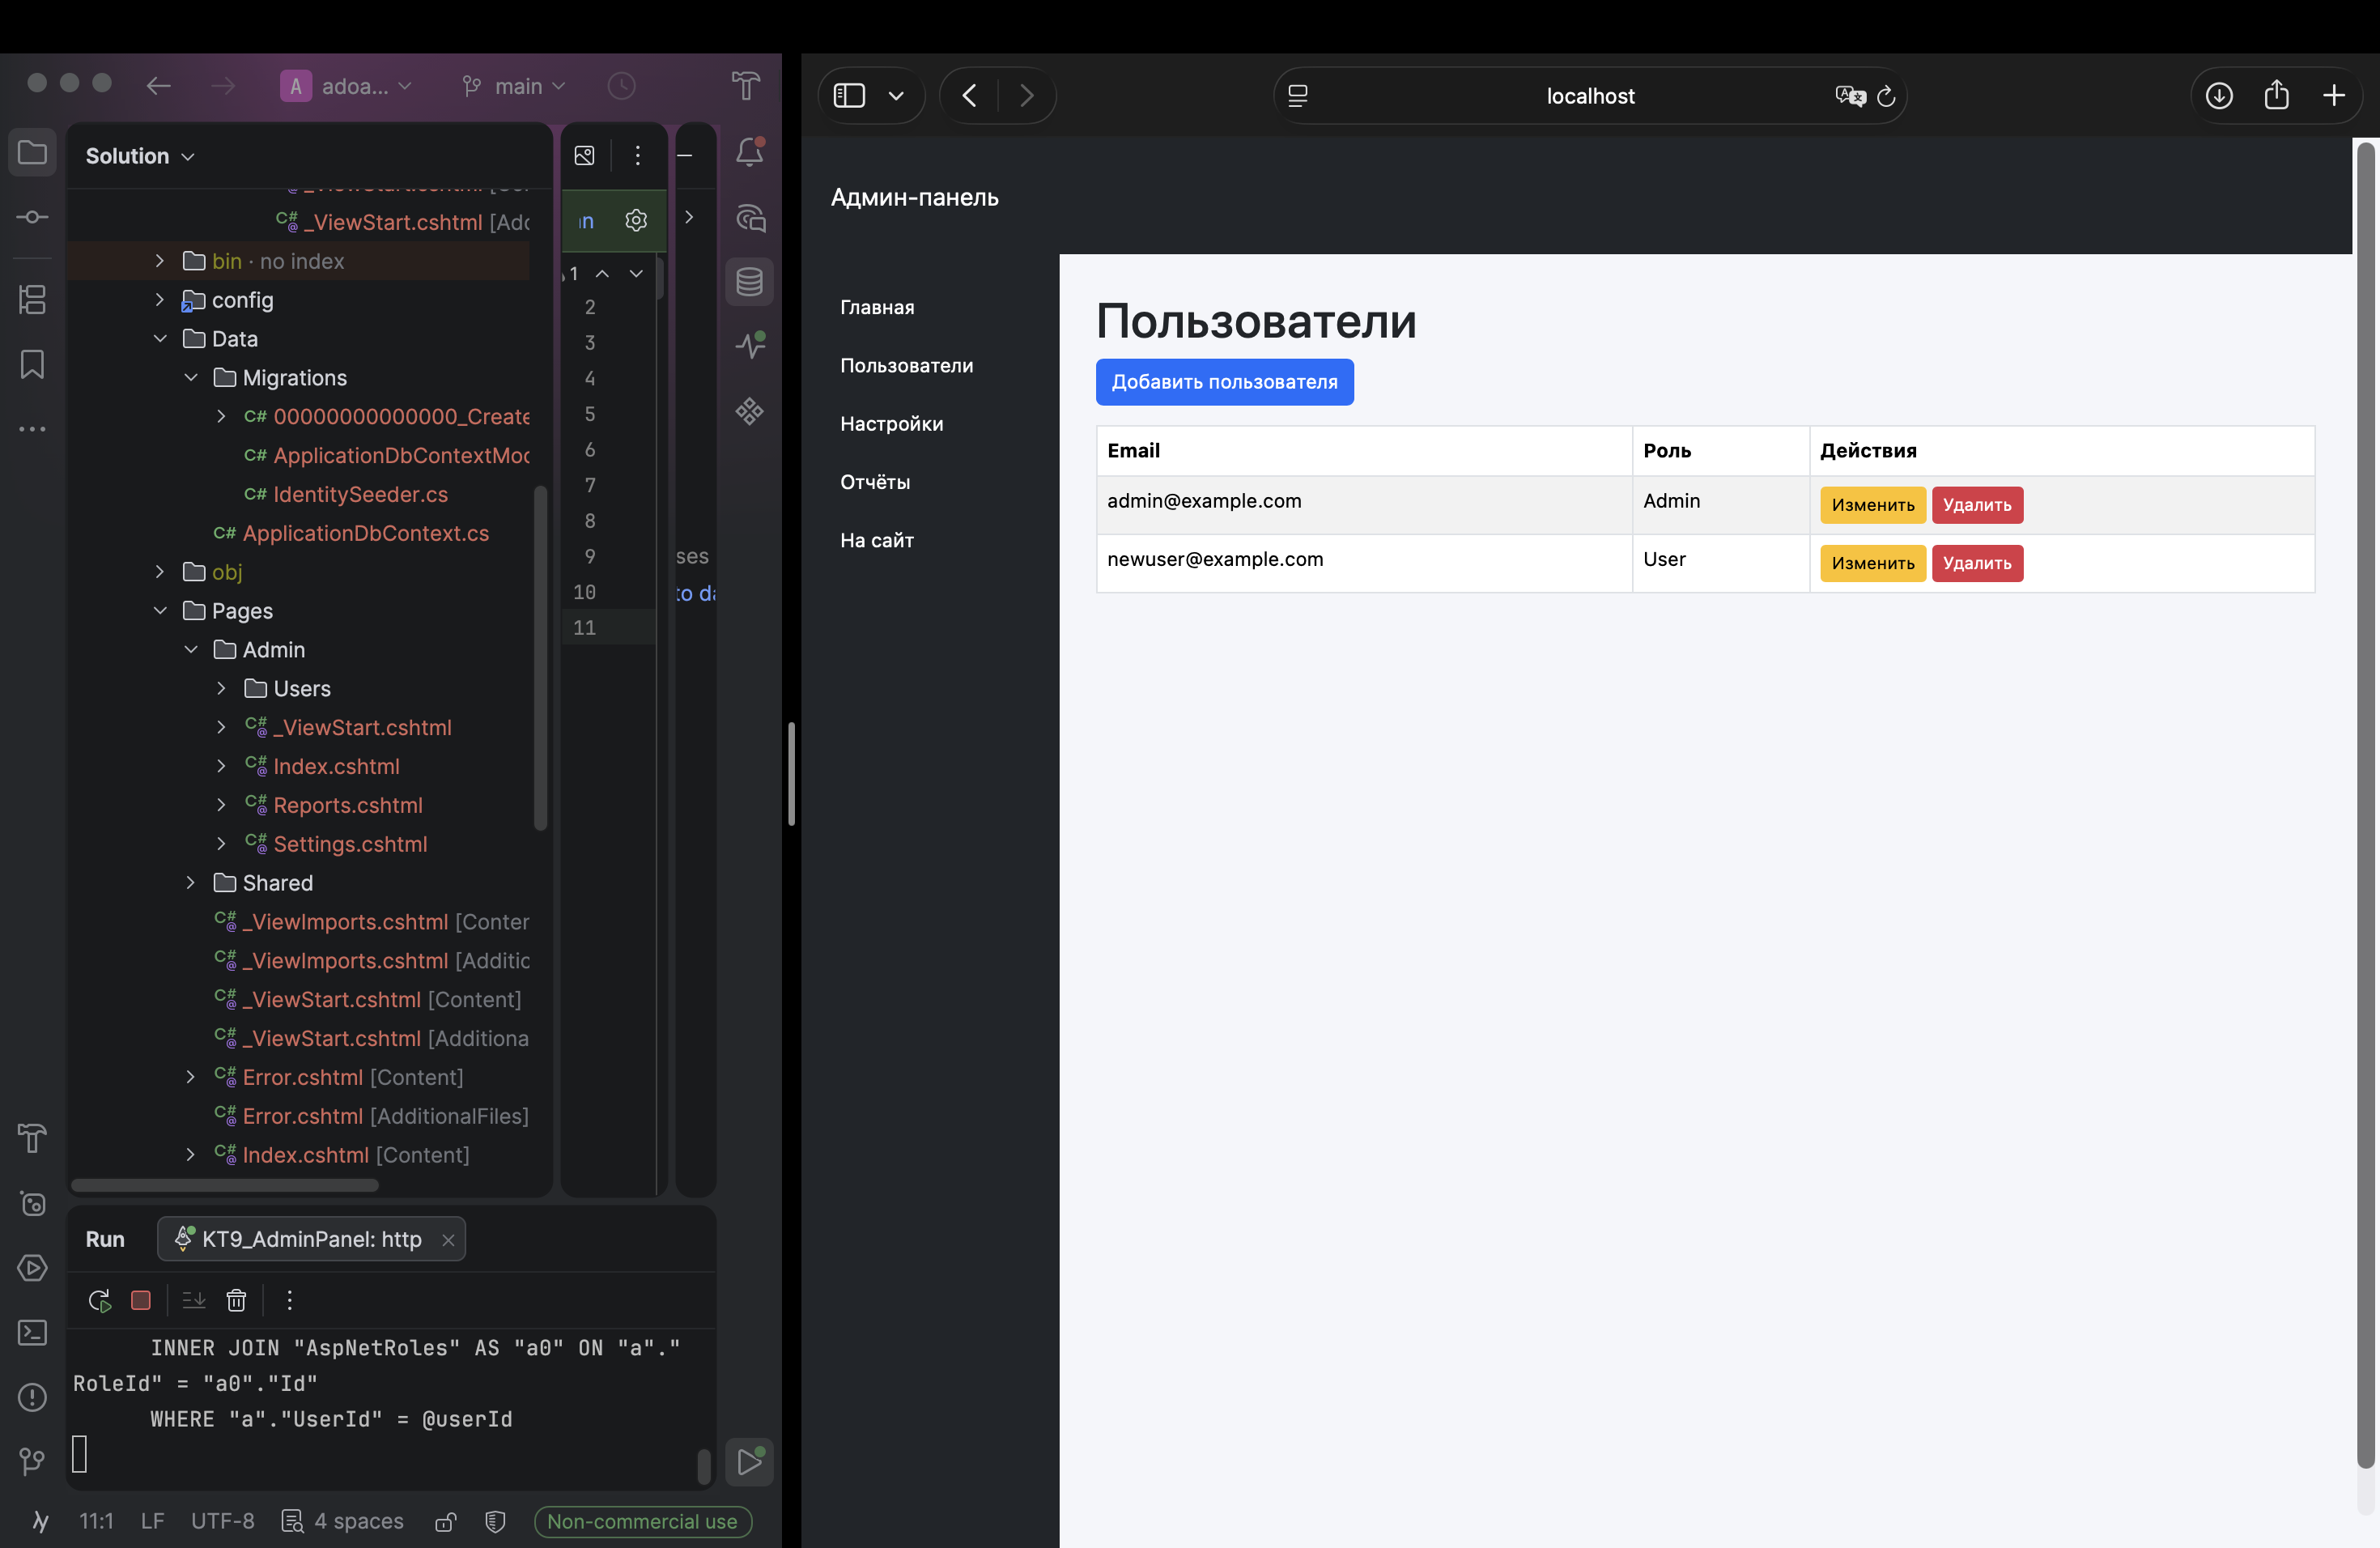 A adoa... main
Solution
_ViewStart.cshtml
bin · no index
config
Data
Migrations
C# 00000000000000_Create
C# ApplicationDbContextMod
C# IdentitySeeder.cs
C# ApplicationDbContext.cs
obj
Pages
Admin
Users
C# @ _ViewStart.cshtml
C# @ Index.cshtml
C# @ Reports.cshtml
C# @ Settings.cshtml
Shared
C# @ _ViewImports.cshtml [Conten
C# @ _ViewImports.cshtml [Additic
C# @ _ViewStart.cshtml [Content]
C# @ _ViewStart.cshtml [Additiona
C# @ Error.cshtml [Content]
C# @ Error.cshtml [AdditionalFiles]
C# @ Index.cshtml [Content]
1
2
3
4
5
6
7
8
9
10
11
ses
to da
Run KT9_AdminPanel: http
INNER JOIN "AspNetRoles" AS "a0" ON "a"."
RoleId" = "a0"."Id"
WHERE "a"."UserId" = @userId
11:1 LF UTF-8 4 spaces Non-commercial use
localhost
Админ-панель
Главная
Пользователи
Настройки
Отчёты
На сайт
Пользователи
Добавить пользователя
Email Роль Действия
admin@example.com Admin Изменить Удалить
newuser@example.com User Изменить Удалить